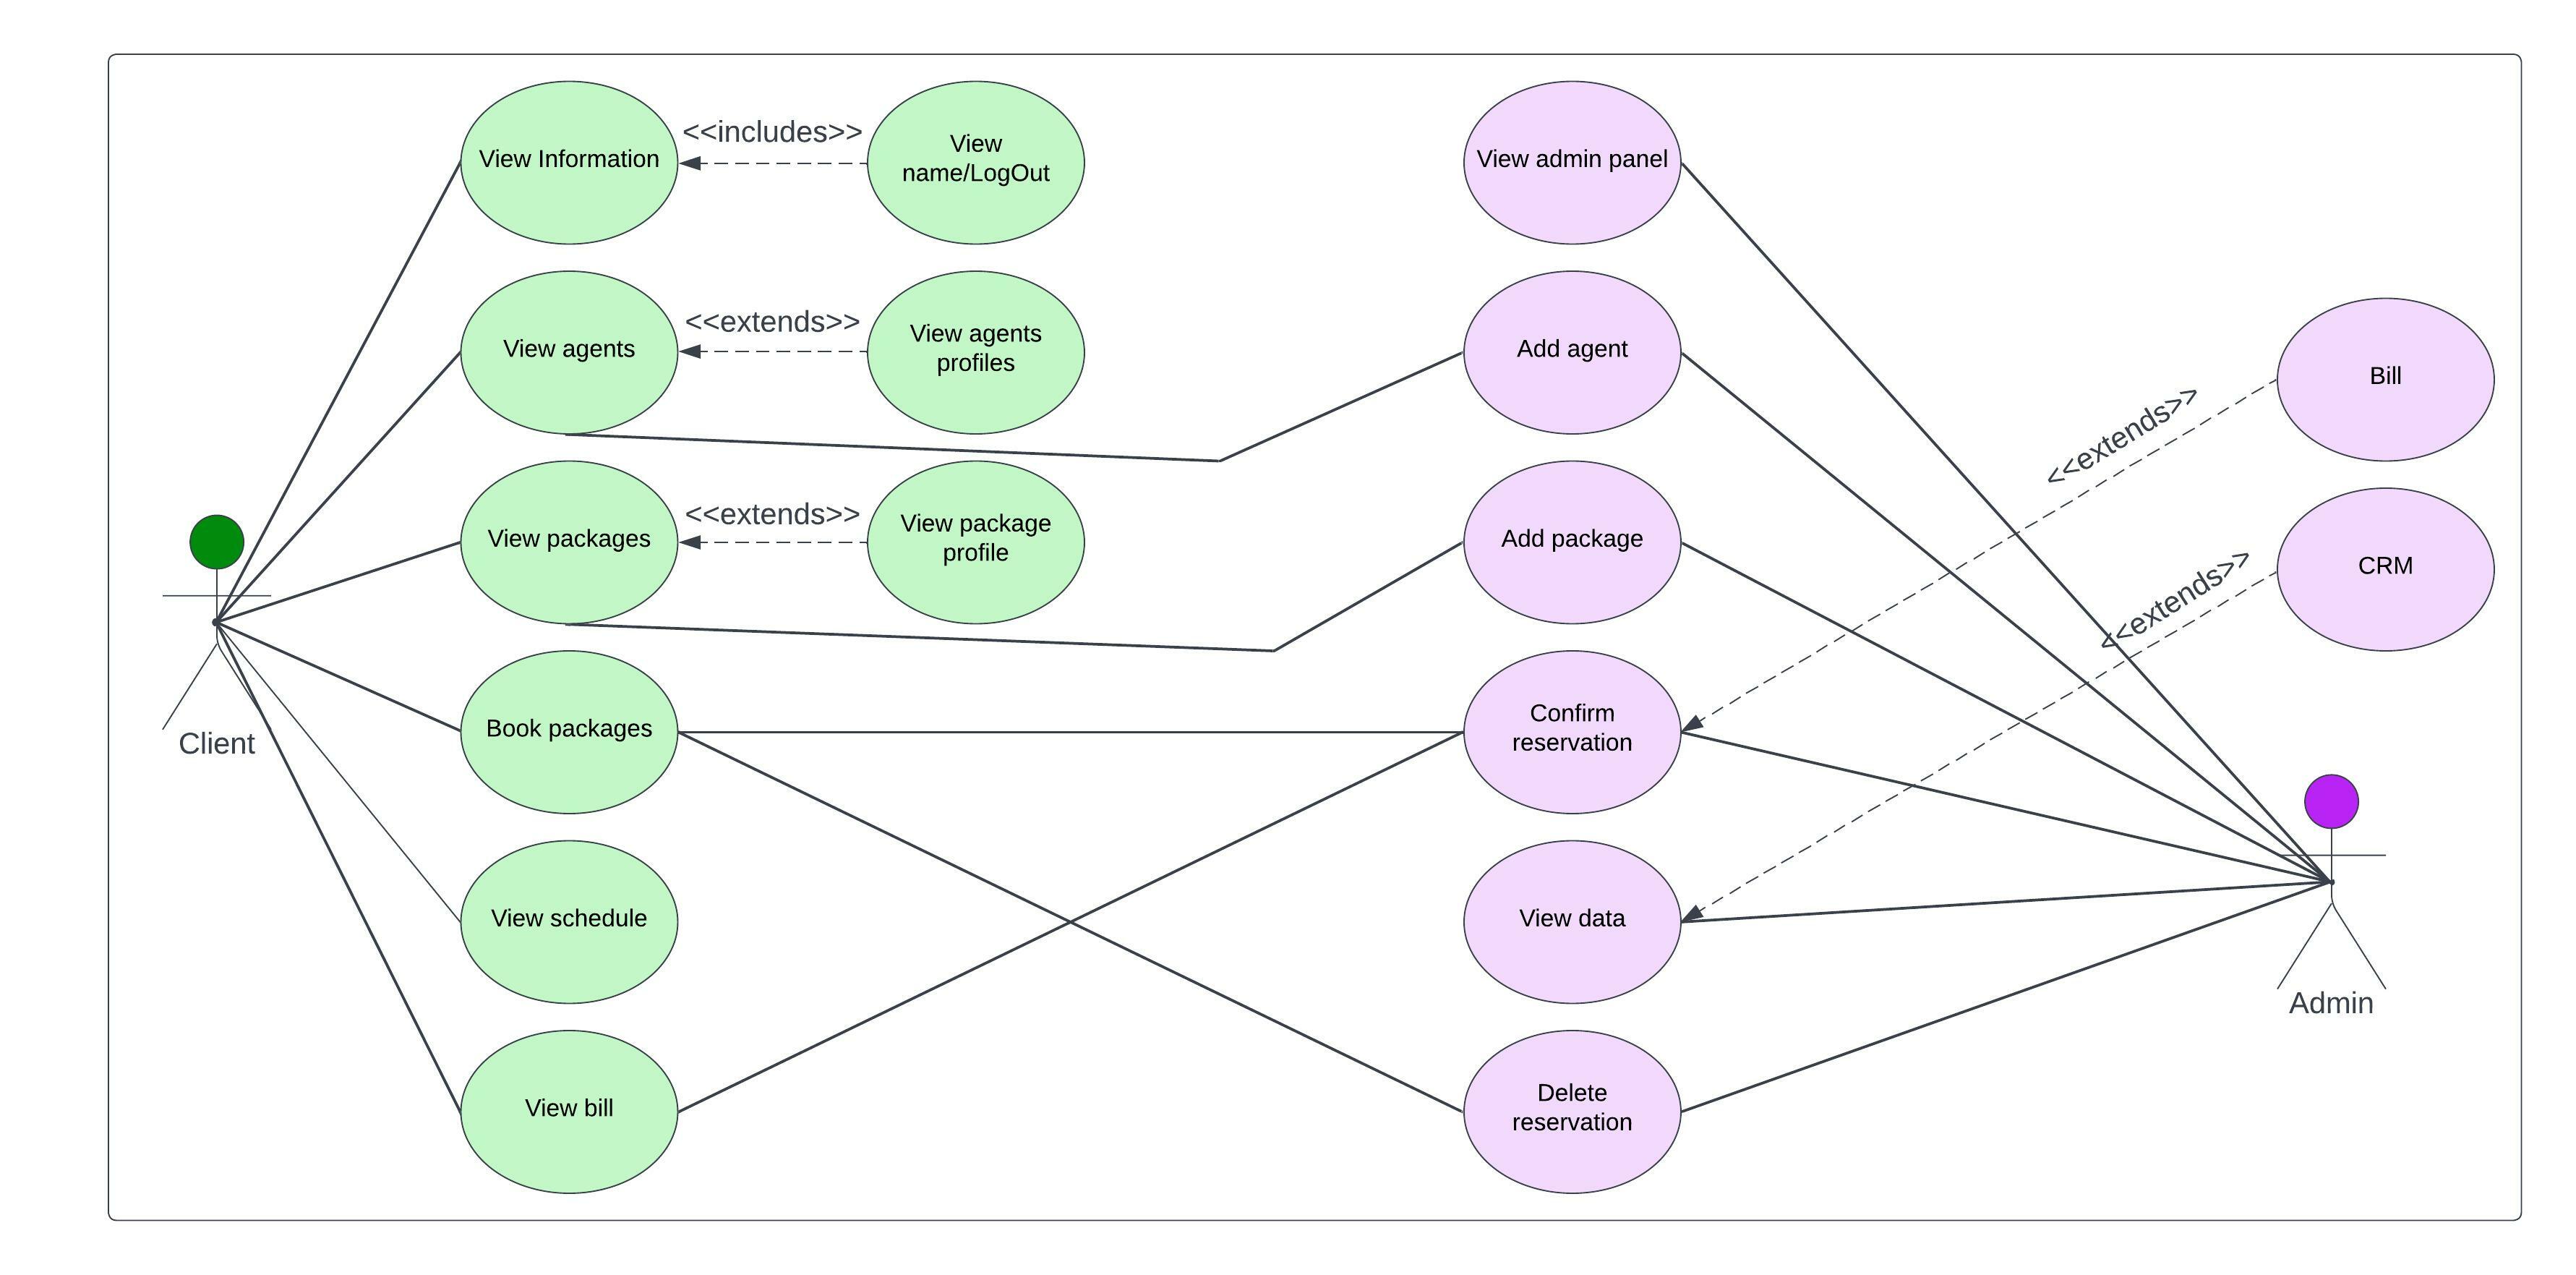 View Information
<<includes>>
View
name/LogOut
View admin panel
View agents
<<extends>>
View agents
profiles
Add agent
<<extends>>
Bill
View packages
<<extends>>
View package
profile
Add package
<<extends>>
CRM
Client
Book packages
Confirm
reservation
View schedule
View data
Admin
View bill
Delete
reservation